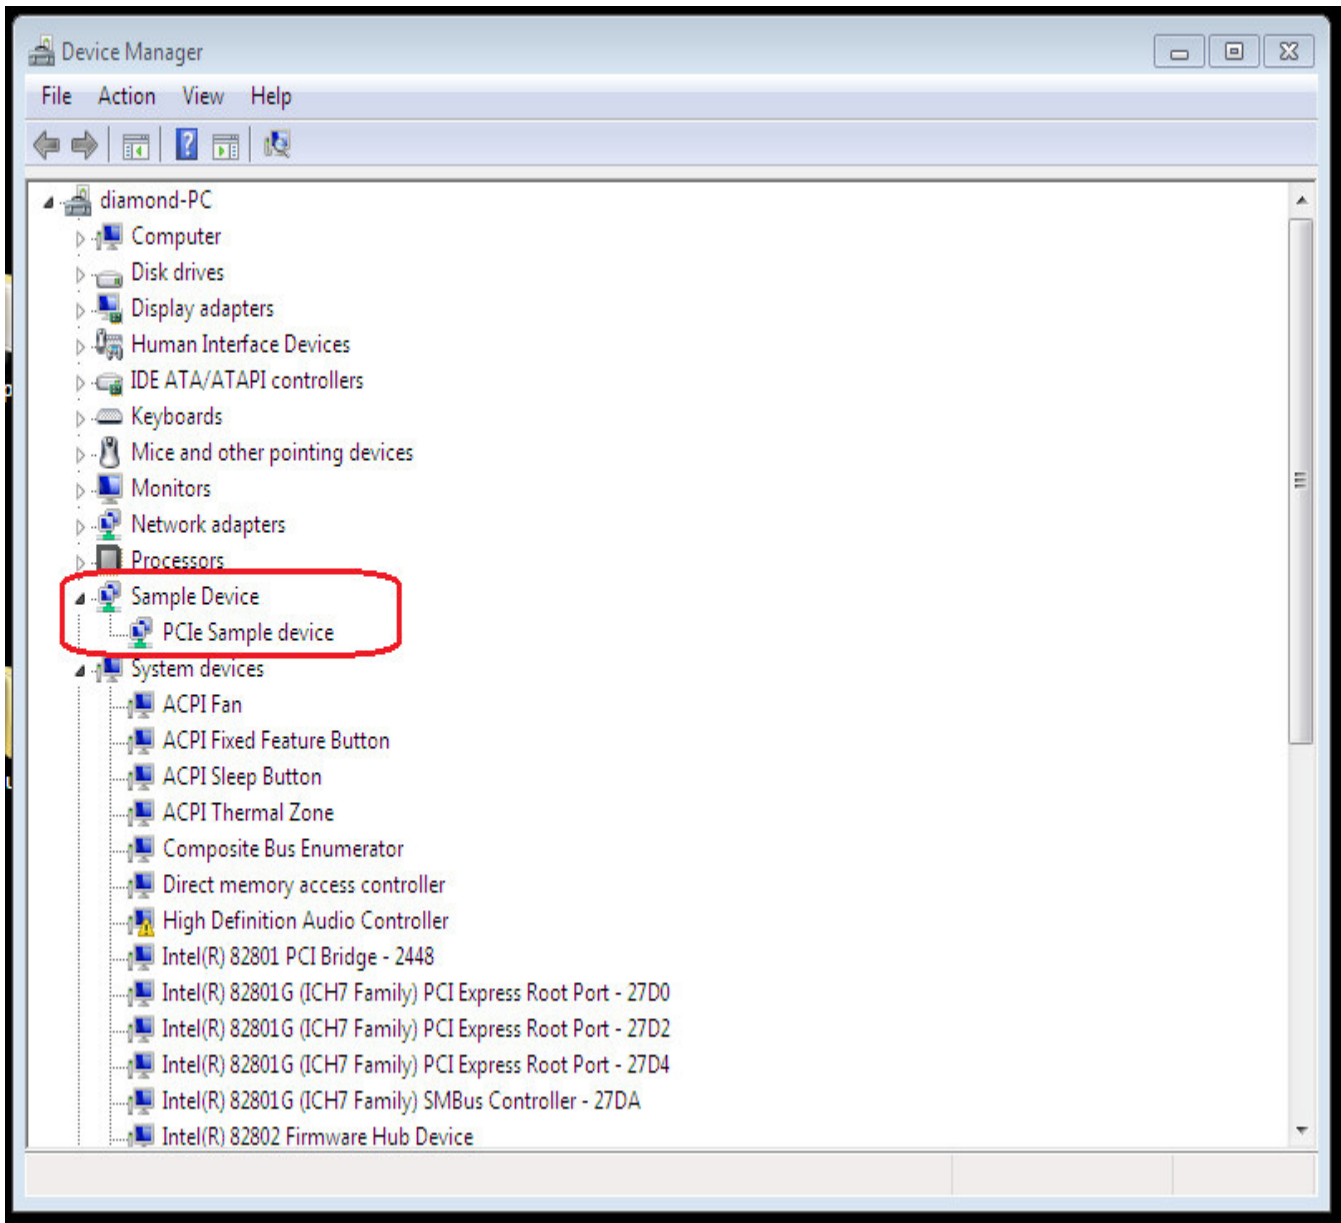 Device Manager
File Action View Help
diamond-PC
Computer
Disk drives
Display adapters
Human Interface Devices
IDE ATA/ATAPI controllers
Keyboards
Mice and other pointing devices
Monitors
Network adapters
Processors
Sample Device
PCIe Sample device
System devices
ACPI Fan
ACPI Fixed Feature Button
ACPI Sleep Button
ACPI Thermal Zone
Composite Bus Enumerator
Direct memory access controller
High Definition Audio Controller
Intel(R) 82801 PCI Bridge - 2448
Intel(R) 82801G (ICH7 Family) PCI Express Root Port - 27D0
Intel(R) 82801G (ICH7 Family) PCI Express Root Port - 27D2
Intel(R) 82801G (ICH7 Family) PCI Express Root Port - 27D4
Intel(R) 82801G (ICH7 Family) SMBus Controller - 27DA
Intel(R) 82802 Firmware Hub Device